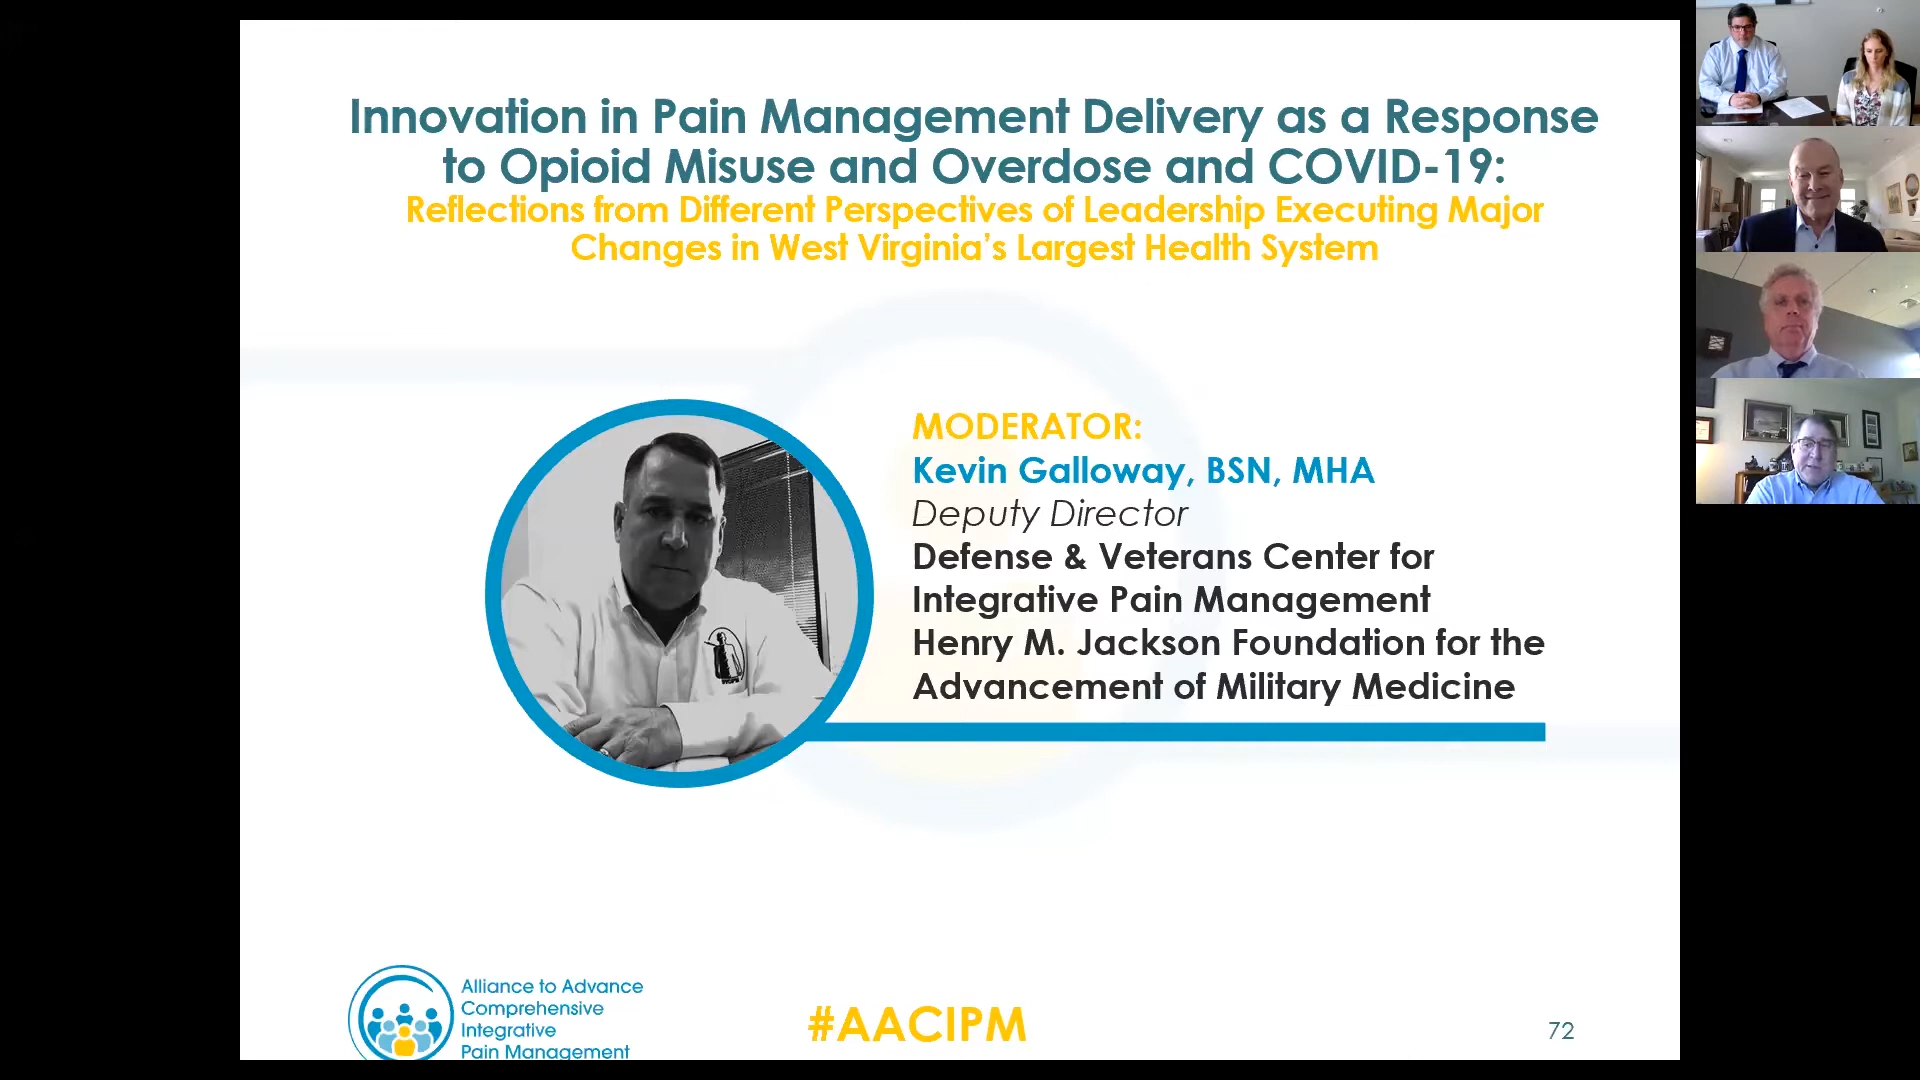 Innovation in Pain Management Delivery as a Response
to Opioid Misuse and Overdose and COVID-19:
Reflections from Different Perspectives of Leadership Executing Major
Changes in West Virginia's Largest Health System
MODERATOR:
Kevin Galloway, BSN, MHA
Deputy Director
Defense & Veterans Center for
Integrative Pain Management
Henry M. Jackson Foundation for the
Advancement of Military Medicine
Alliance to Advance
Comprehensive
Integrative
Pain Management
#AACIPM
72